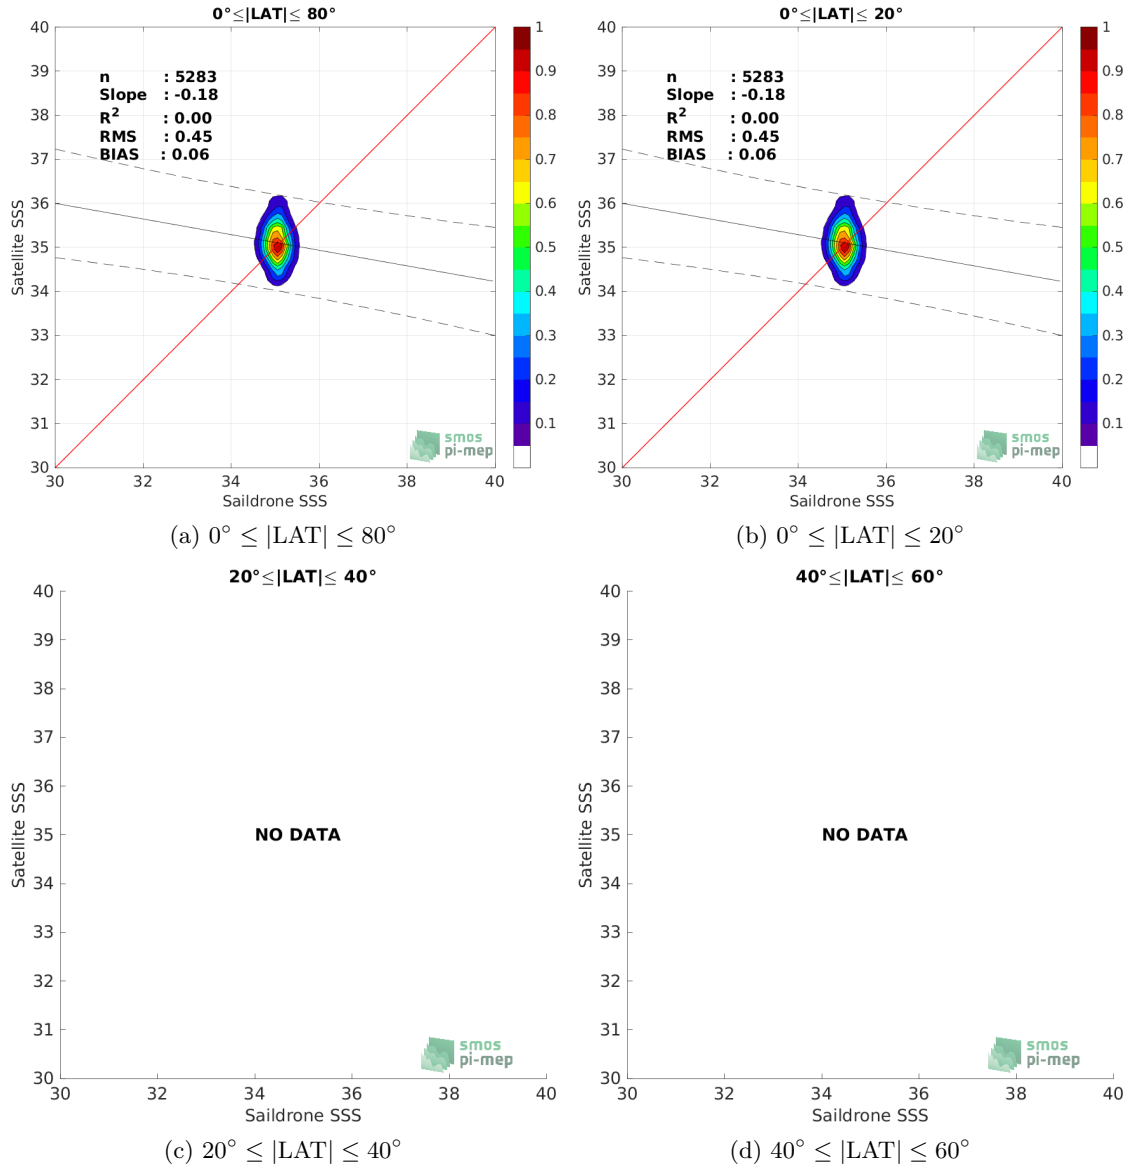 0°≤|LAT|≤ 80°
n : 5283
Slope : -0.18
R² : 0.00
RMS : 0.45
BIAS : 0.06
40
39
38
37
36
35
34
33
32
31
30
Satellite SSS
30 32 34 36 38 40
Saildrone SSS
1
0.9
0.8
0.7
0.6
0.5
0.4
0.3
0.2
0.1
smos
pi-mep
(a) 0° ≤ |LAT| ≤ 80°
0°≤|LAT|≤ 20°
n : 5283
Slope : -0.18
R² : 0.00
RMS : 0.45
BIAS : 0.06
40
39
38
37
36
35
34
33
32
31
30
Satellite SSS
30 32 34 36 38 40
Saildrone SSS
1
0.9
0.8
0.7
0.6
0.5
0.4
0.3
0.2
0.1
smos
pi-mep
(b) 0° ≤ |LAT| ≤ 20°
20°≤|LAT|≤ 40°
40
39
38
37
36
35
34
33
32
31
30
Satellite SSS
NO DATA
30 32 34 36 38 40
Saildrone SSS
smos
pi-mep
(c) 20° ≤ |LAT| ≤ 40°
40°≤|LAT|≤ 60°
40
39
38
37
36
35
34
33
32
31
30
Satellite SSS
NO DATA
30 32 34 36 38 40
Saildrone SSS
smos
pi-mep
(d) 40° ≤ |LAT| ≤ 60°